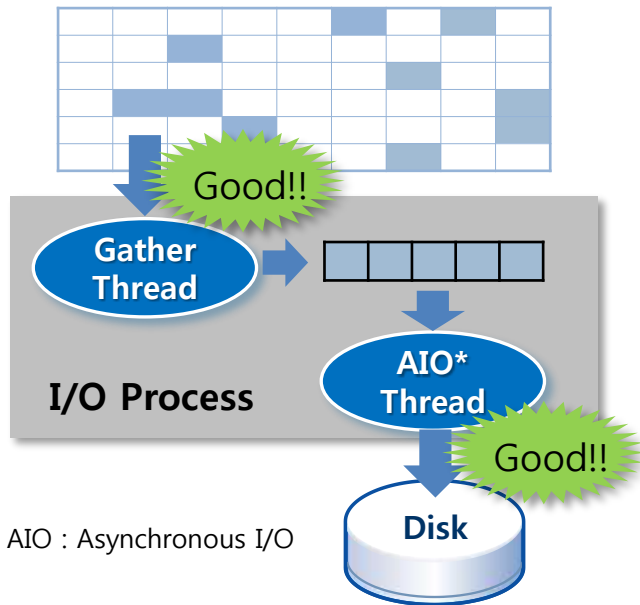 Good!!
Gather
Thread
AIO*
Thread
I/O Process
Good!!
Disk
AIO : Asynchronous I/O